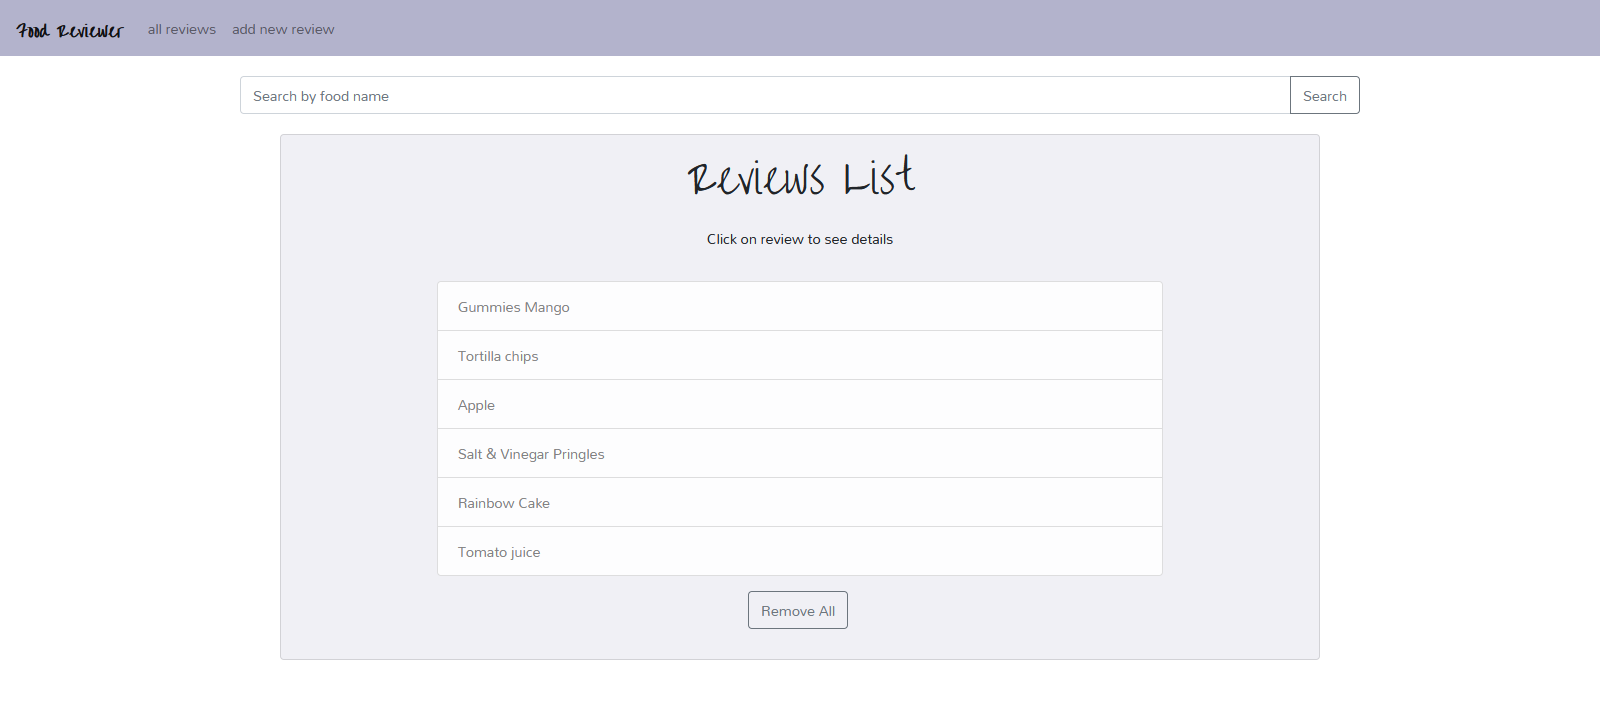 Food Reviewer all reviews add new review
Search by food name Search
Reviews List
Click on review to see details
Gummies Mango
Tortilla chips
Apple
Salt & Vinegar Pringles
Rainbow Cake
Tomato juice
Remove All